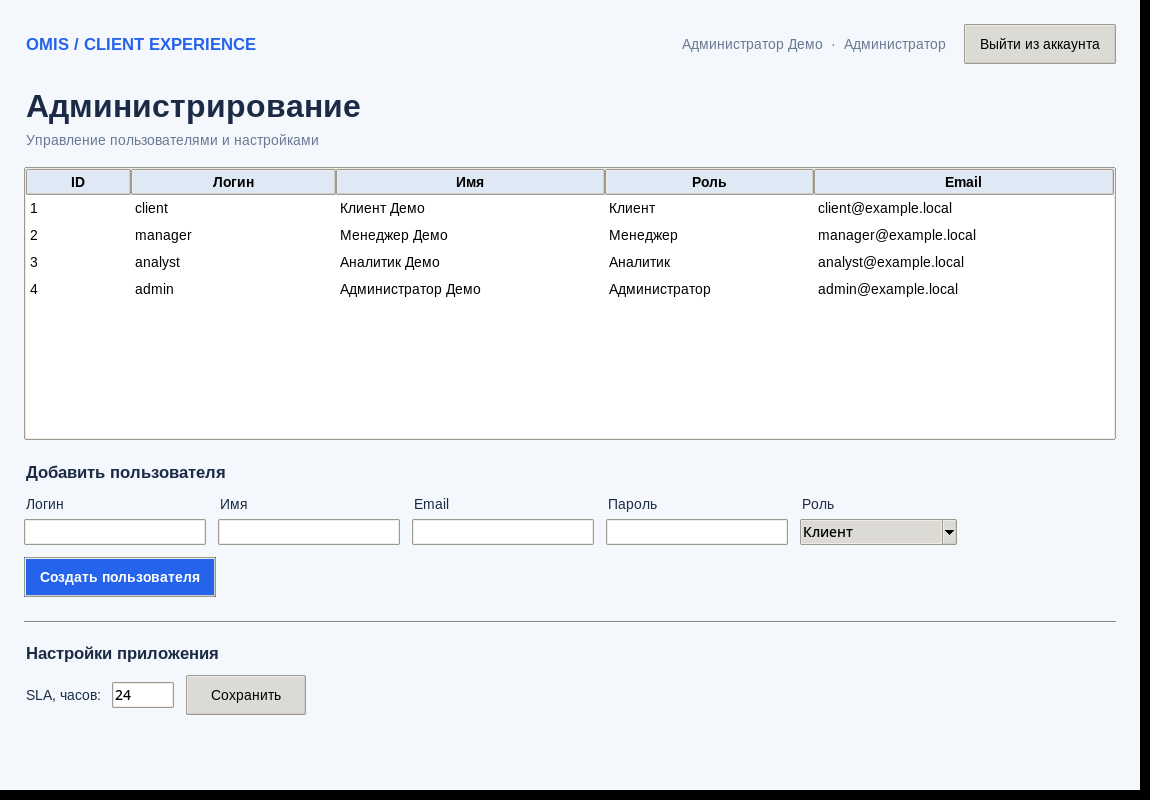 OMIS / CLIENT EXPERIENCE
Администратор Демо · Администратор
Выйти из аккаунта
Администрирование
Управление пользователями и настройками
ID Логин Имя Роль Email
1 client Клиент Демо Клиент client@example.local
2 manager Менеджер Демо Менеджер manager@example.local
3 analyst Аналитик Демо Аналитик analyst@example.local
4 admin Администратор Демо Администратор admin@example.local
Добавить пользователя
Логин Имя Email Пароль Роль
Клиент
Создать пользователя
Настройки приложения
SLA, часов: 24 Сохранить